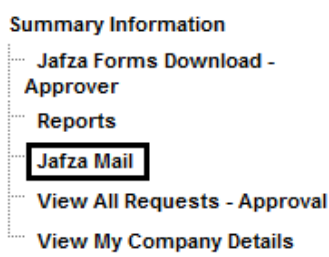 Summary Information
Jafza Forms Download -
Approver
Reports
Jafza Mail
View All Requests - Approval
View My Company Details